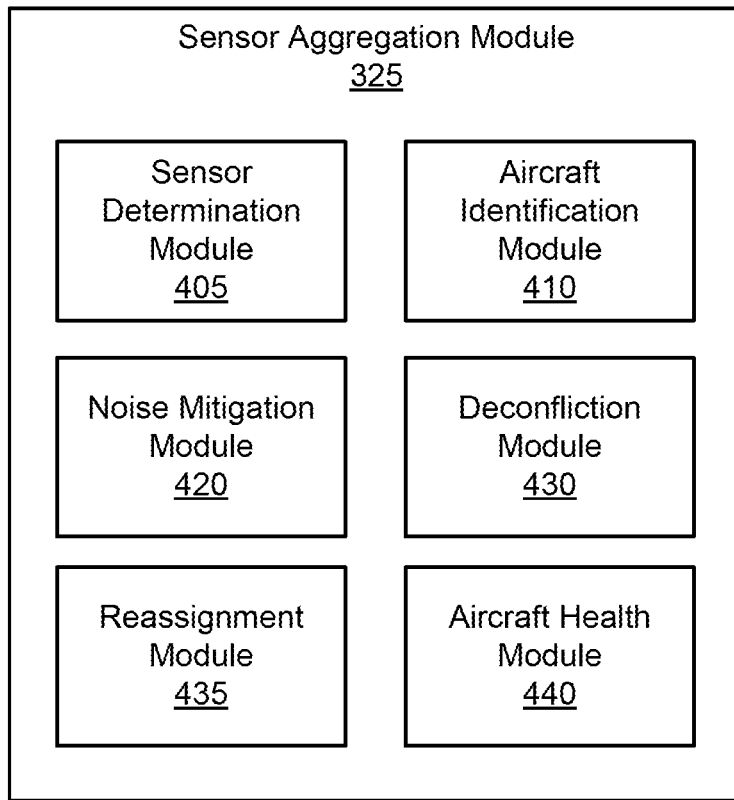 Sensor Aggregation Module
325
Sensor
Determination
Module
405
Aircraft
Identification
Module
410
Noise Mitigation
Module
420
Deconfliction
Module
430
Reassignment
Module
435
Aircraft Health
Module
440